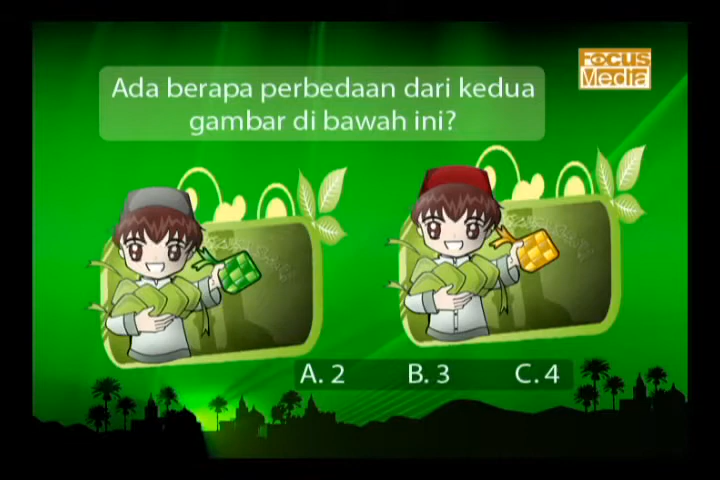 FOCUS
Media
Ada berapa perbedaan dari kedua
gambar di bawah ini?
A. 2 B. 3 C. 4